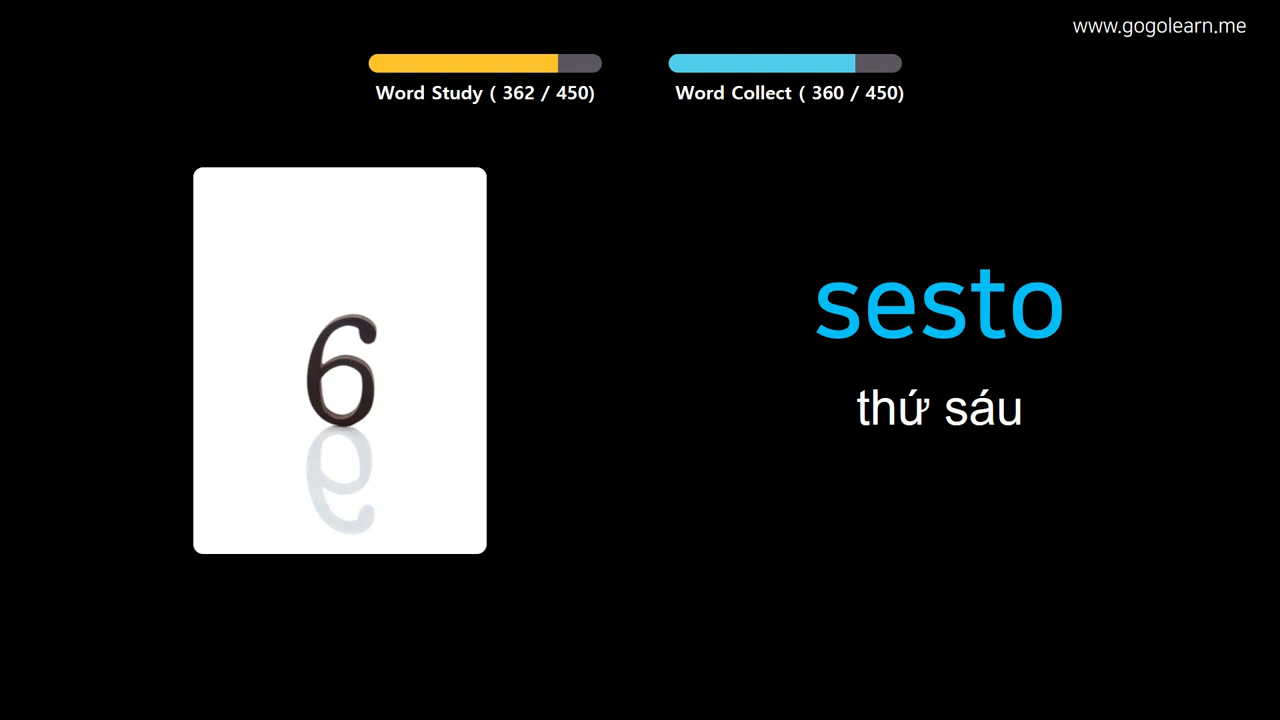 www.gogolearn.me
Word Study ( 362 / 450)
Word Collect ( 360 / 450)
6
sesto
thứ sáu